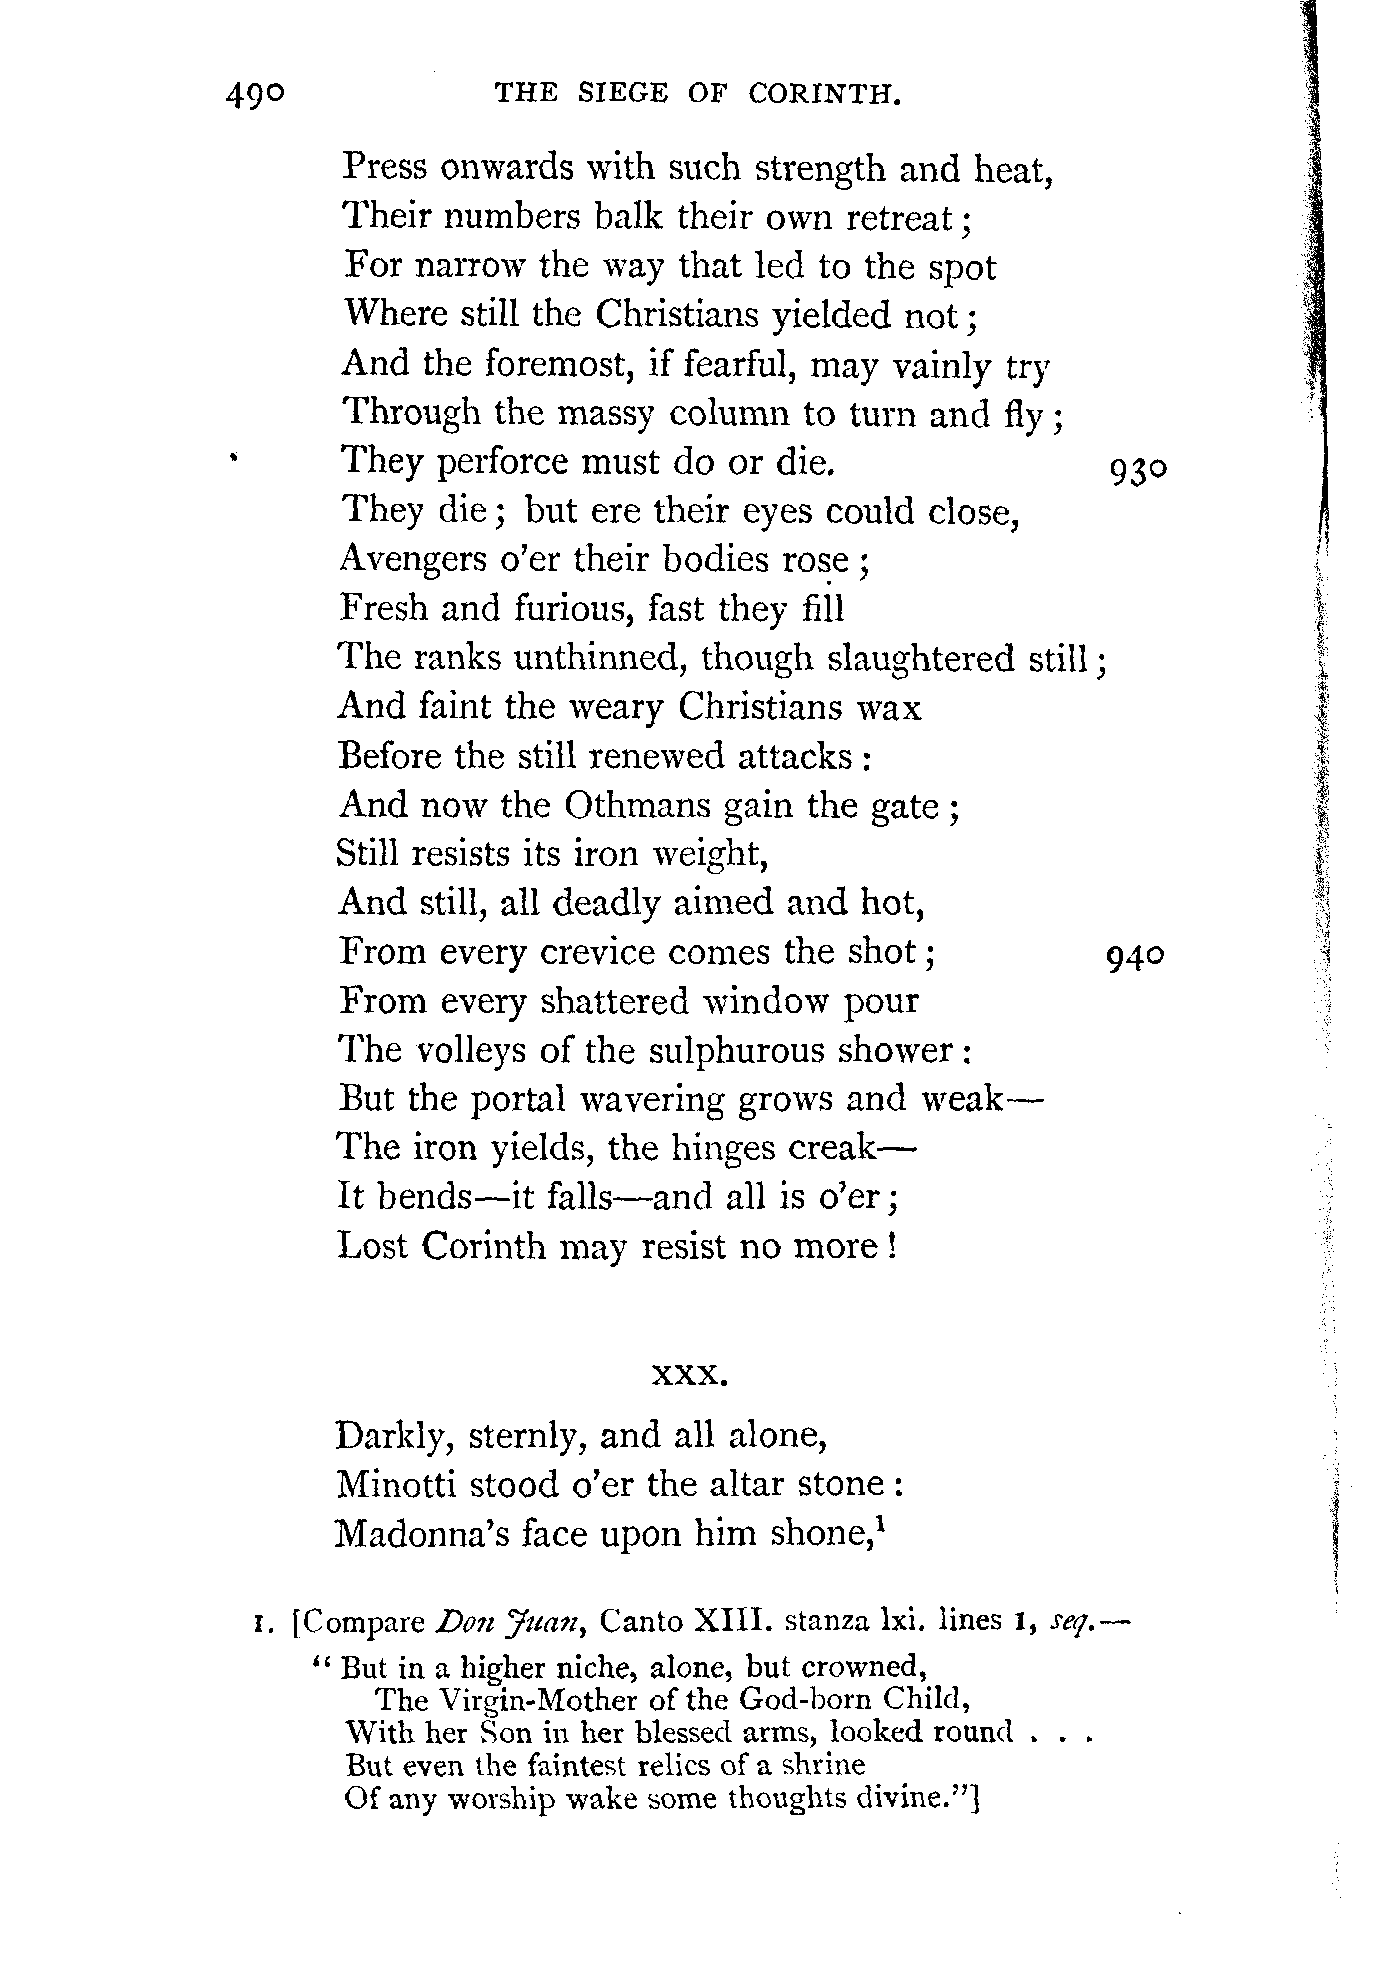 490 THE SIEGE OF CORINTH.
Press onwards with such strength and heat,
Their numbers balk their own retreat ;
For narrow the way that led to the spot
Where still the Christians yielded not ;
And the foremost, if fearful, may vainly try
Through the massy column to turn and fly ;
They perforce must do or die. 930
They die ; but ere their eyes could close,
Avengers o'er their bodies rose ;
Fresh and furious, fast they fill
The ranks unthinned, though slaughtered still ;
And faint the weary Christians wax
Before the still renewed attacks :
And now the Othmans gain the gate ;
Still resists its iron weight,
And still, all deadly aimed and hot,
From every crevice comes the shot ; 940
From every shattered window pour
The volleys of the sulphurous shower :
But the portal wavering grows and weak—
The iron yields, the hinges creak—
It bends—it falls—and all is o'er ;
Lost Corinth may resist no more !
XXX.
Darkly, sternly, and all alone,
Minotti stood o'er the altar stone :
Madonna's face upon him shone,¹
1. [Compare Don Juan, Canto XIII. stanza lxi. lines 1, seq.—
“ But in a higher niche, alone, but crowned,
The Virgin-Mother of the God-born Child,
With her Son in her blessed arms, looked round . . .
But even the faintest relics of a shrine
Of any worship wake some thoughts divine.”]